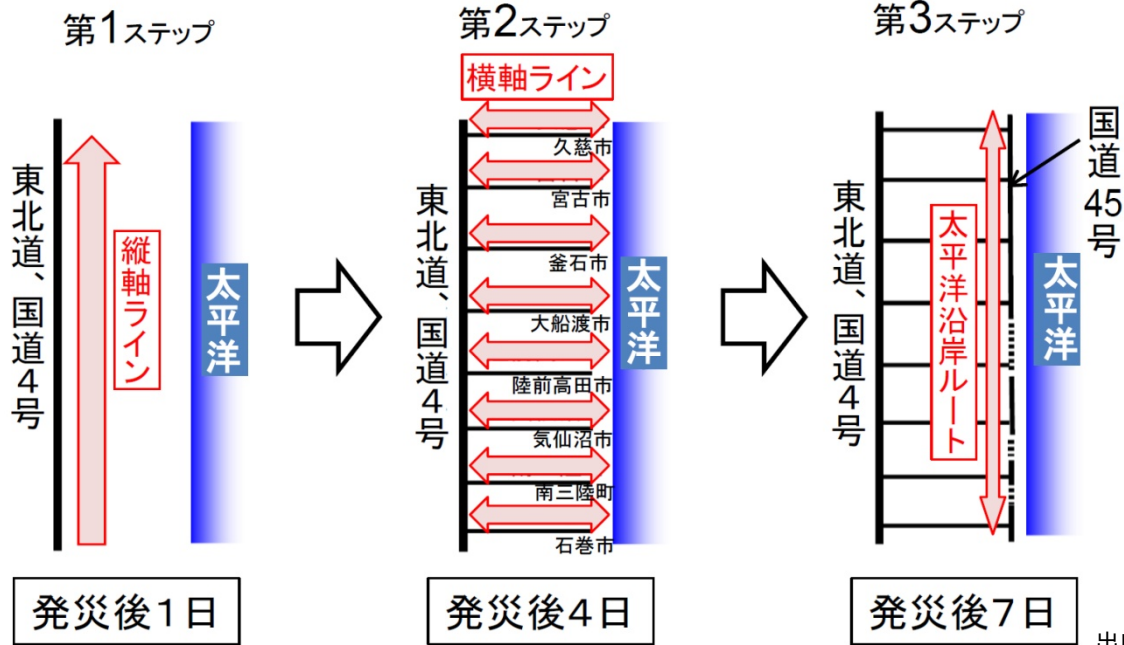 第1ステップ
東北道、国道４号
縦軸ライン
太平洋
発災後１日
第2ステップ
横軸ライン
東北道、国道４号
久慈市
宮古市
釜石市
大船渡市
陸前高田市
気仙沼市
南三陸町
石巻市
太平洋
発災後４日
第3ステップ
東北道、国道４号
太平洋沿岸ルート
国道45号
太平洋
発災後７日